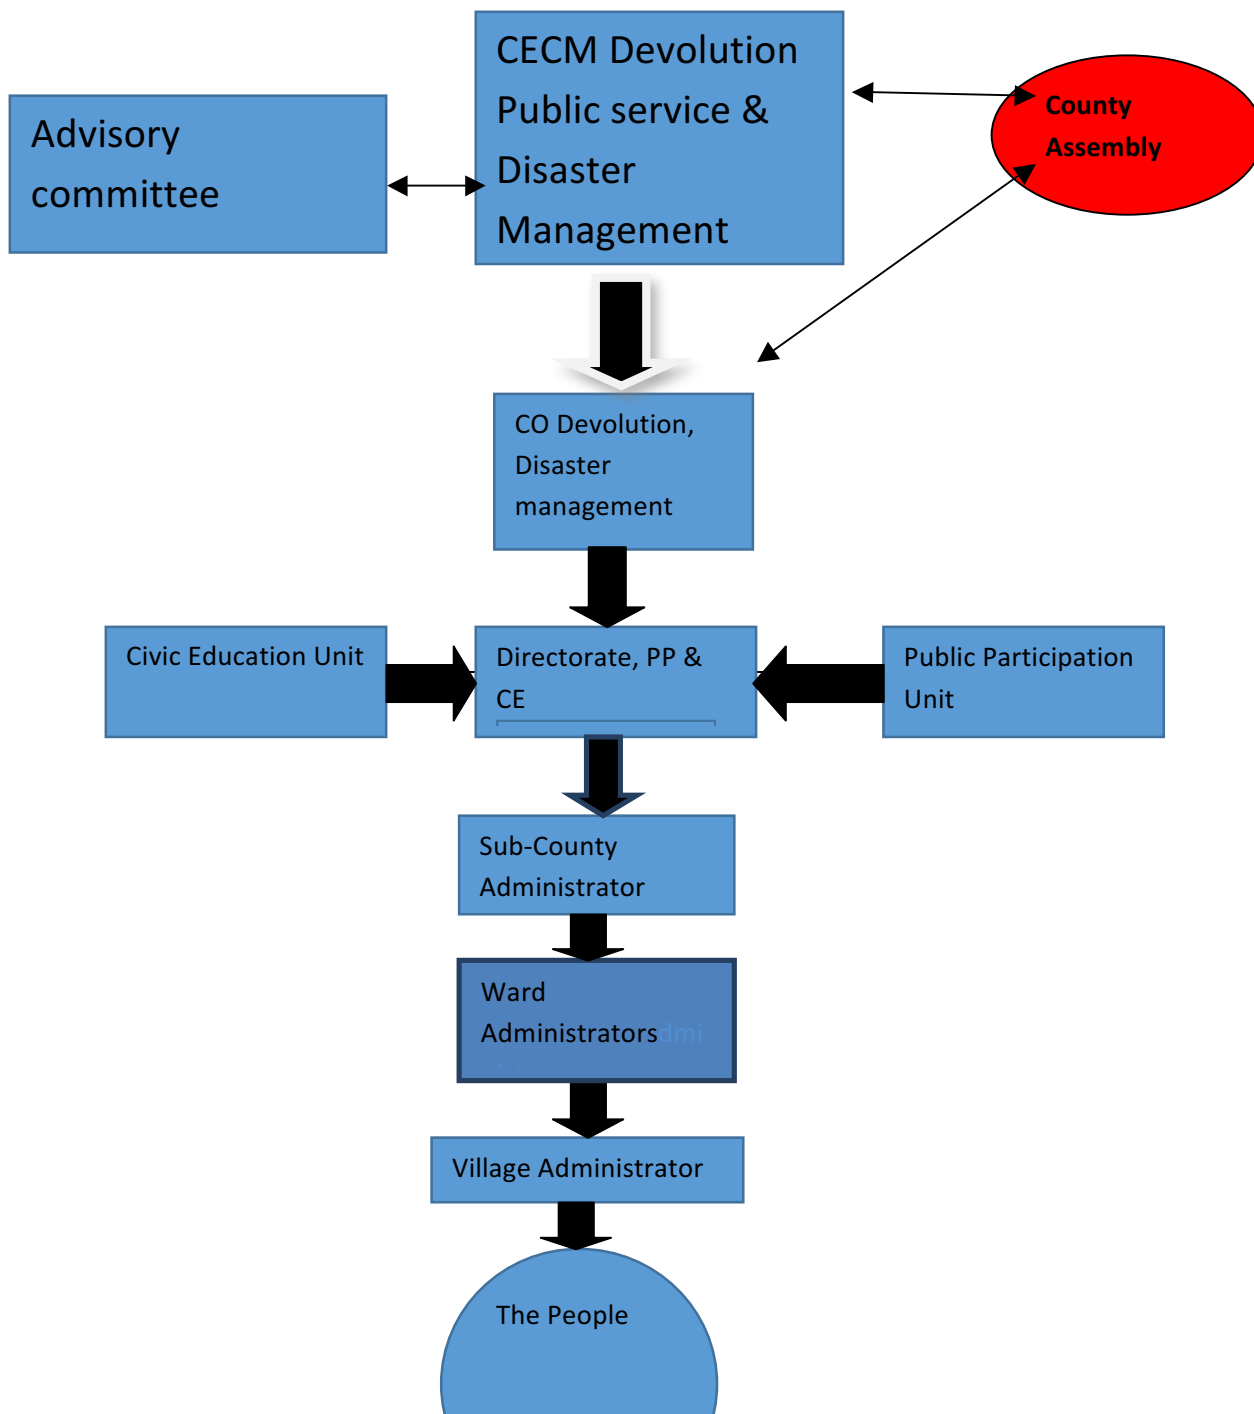 CECM Devolution
Public service &
Disaster
Management
Advisory
committee
County
Assembly
CO Devolution,
Disaster
management
Civic Education Unit
Directorate, PP &
CE
Public Participation
Unit
Sub-County
Administrator
Ward
Administratorsdmi
Village Administrator
The People